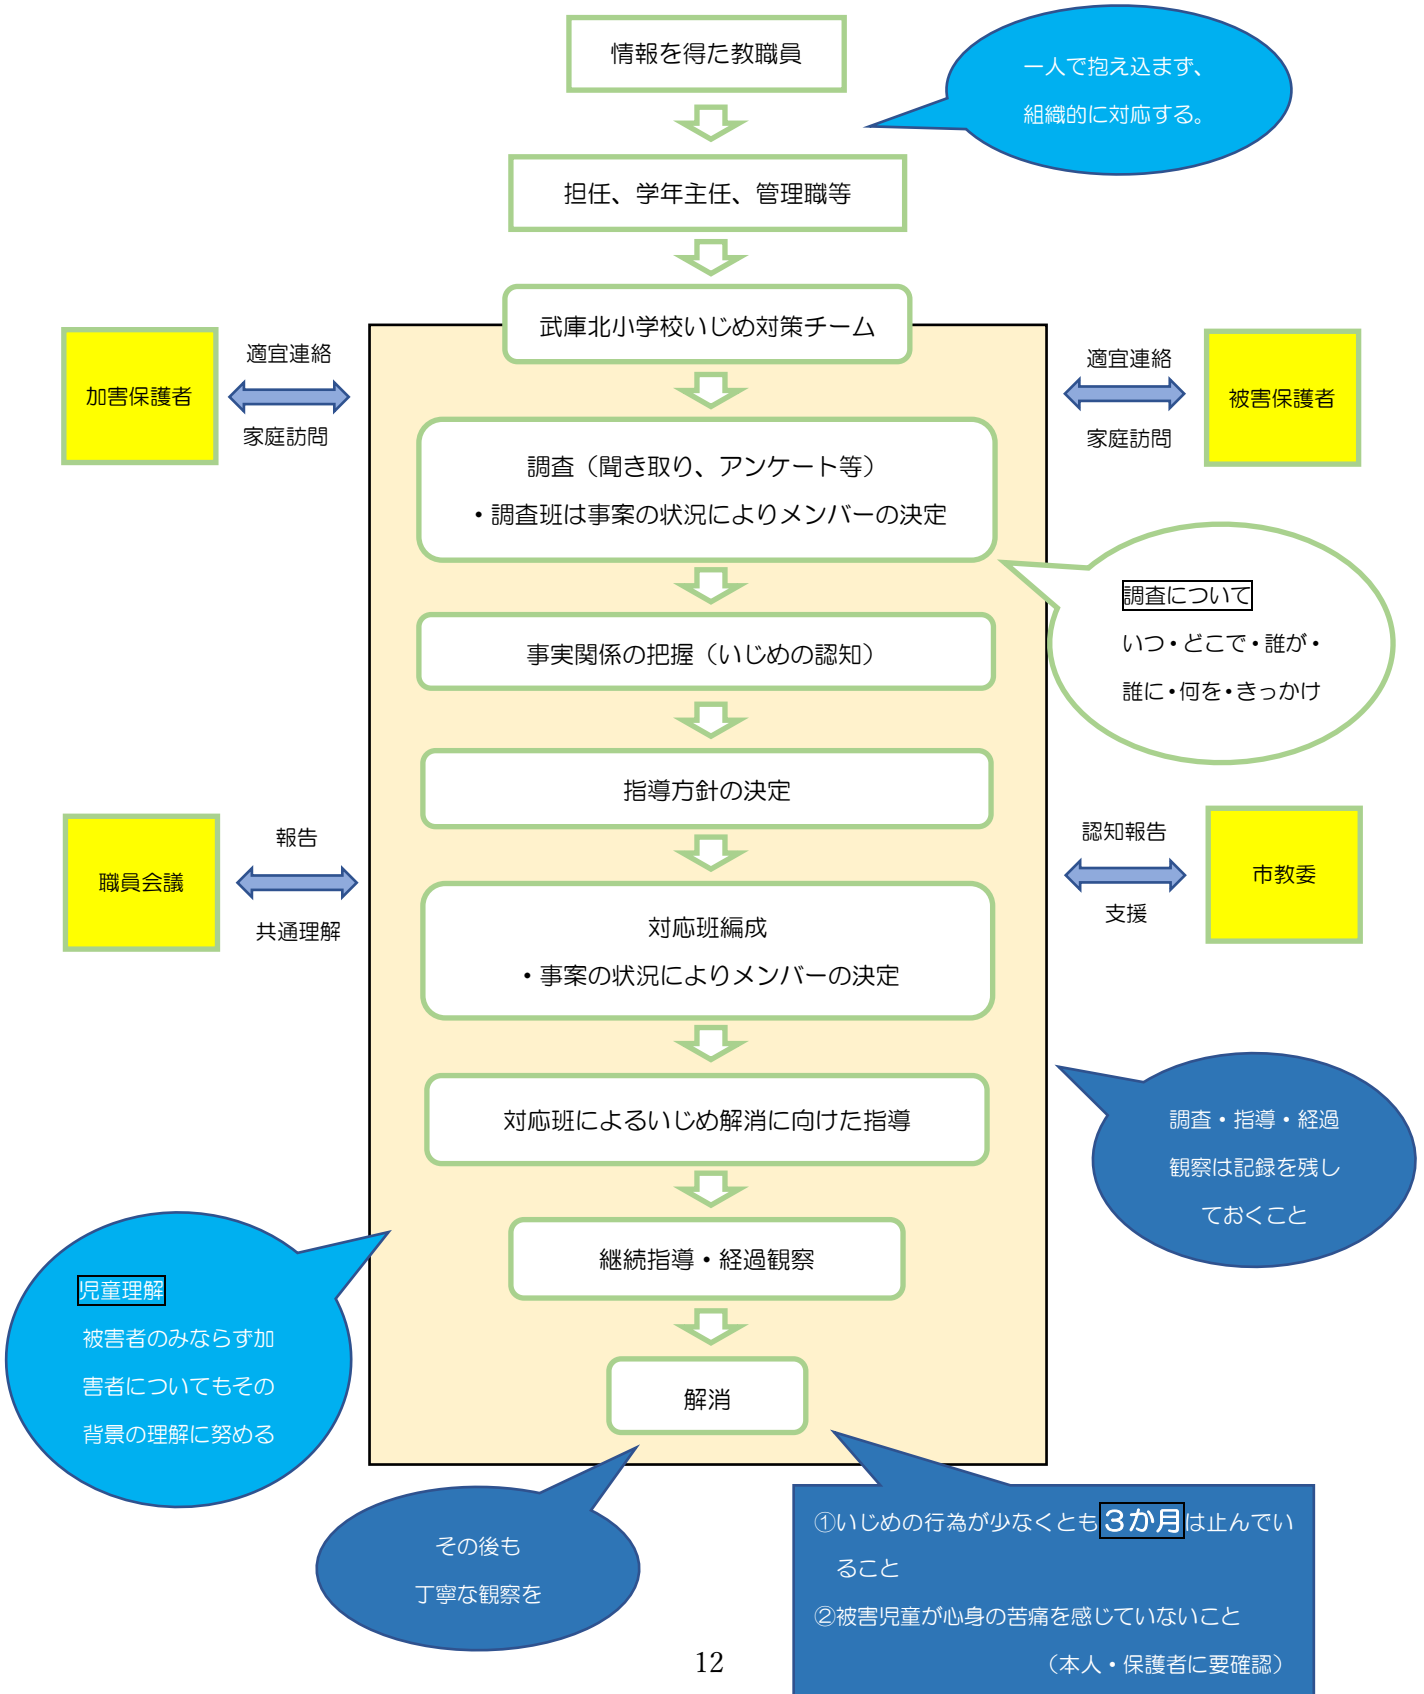 情報を得た教職員
一人で抱え込まず、
組織的に対応する。
担任、学年主任、管理職等
武庫北小学校いじめ対策チーム
加害保護者
適宜連絡
家庭訪問
適宜連絡
家庭訪問
被害保護者
調査（聞き取り、アンケート等）
・調査班は事案の状況によりメンバーの決定
調査について
いつ・どこで・誰が・
誰に・何を・きっかけ
事実関係の把握（いじめの認知）
指導方針の決定
職員会議
報告
共通理解
認知報告
支援
市教委
対応班編成
・事案の状況によりメンバーの決定
対応班によるいじめ解消に向けた指導
調査・指導・経過
観察は記録を残し
ておくこと
継続指導・経過観察
児童理解
被害者のみならず加
害者についてもその
背景の理解に努める
解消
その後も
丁寧な観察を
①いじめの行為が少なくとも３か月は止んでい
ること
②被害児童が心身の苦痛を感じていないこと
（本人・保護者に要確認）
12